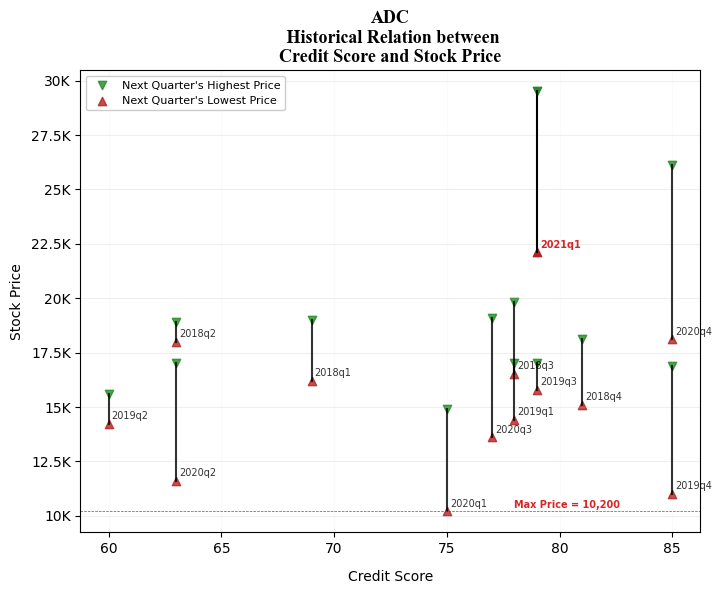 ADC
Historical Relation between
Credit Score and Stock Price
Next Quarter's Highest Price
Next Quarter's Lowest Price
Stock Price
30K
27.5K
25K
22.5K
20K
17.5K
15K
12.5K
10K
2021q1
2018q2
2020q4
2018q1
2018q3
2019q3
2018q4
2019q2
2019q1
2020q3
2020q2
2019q4
2020q1
Max Price = 10,200
60
65
70
75
80
85
Credit Score